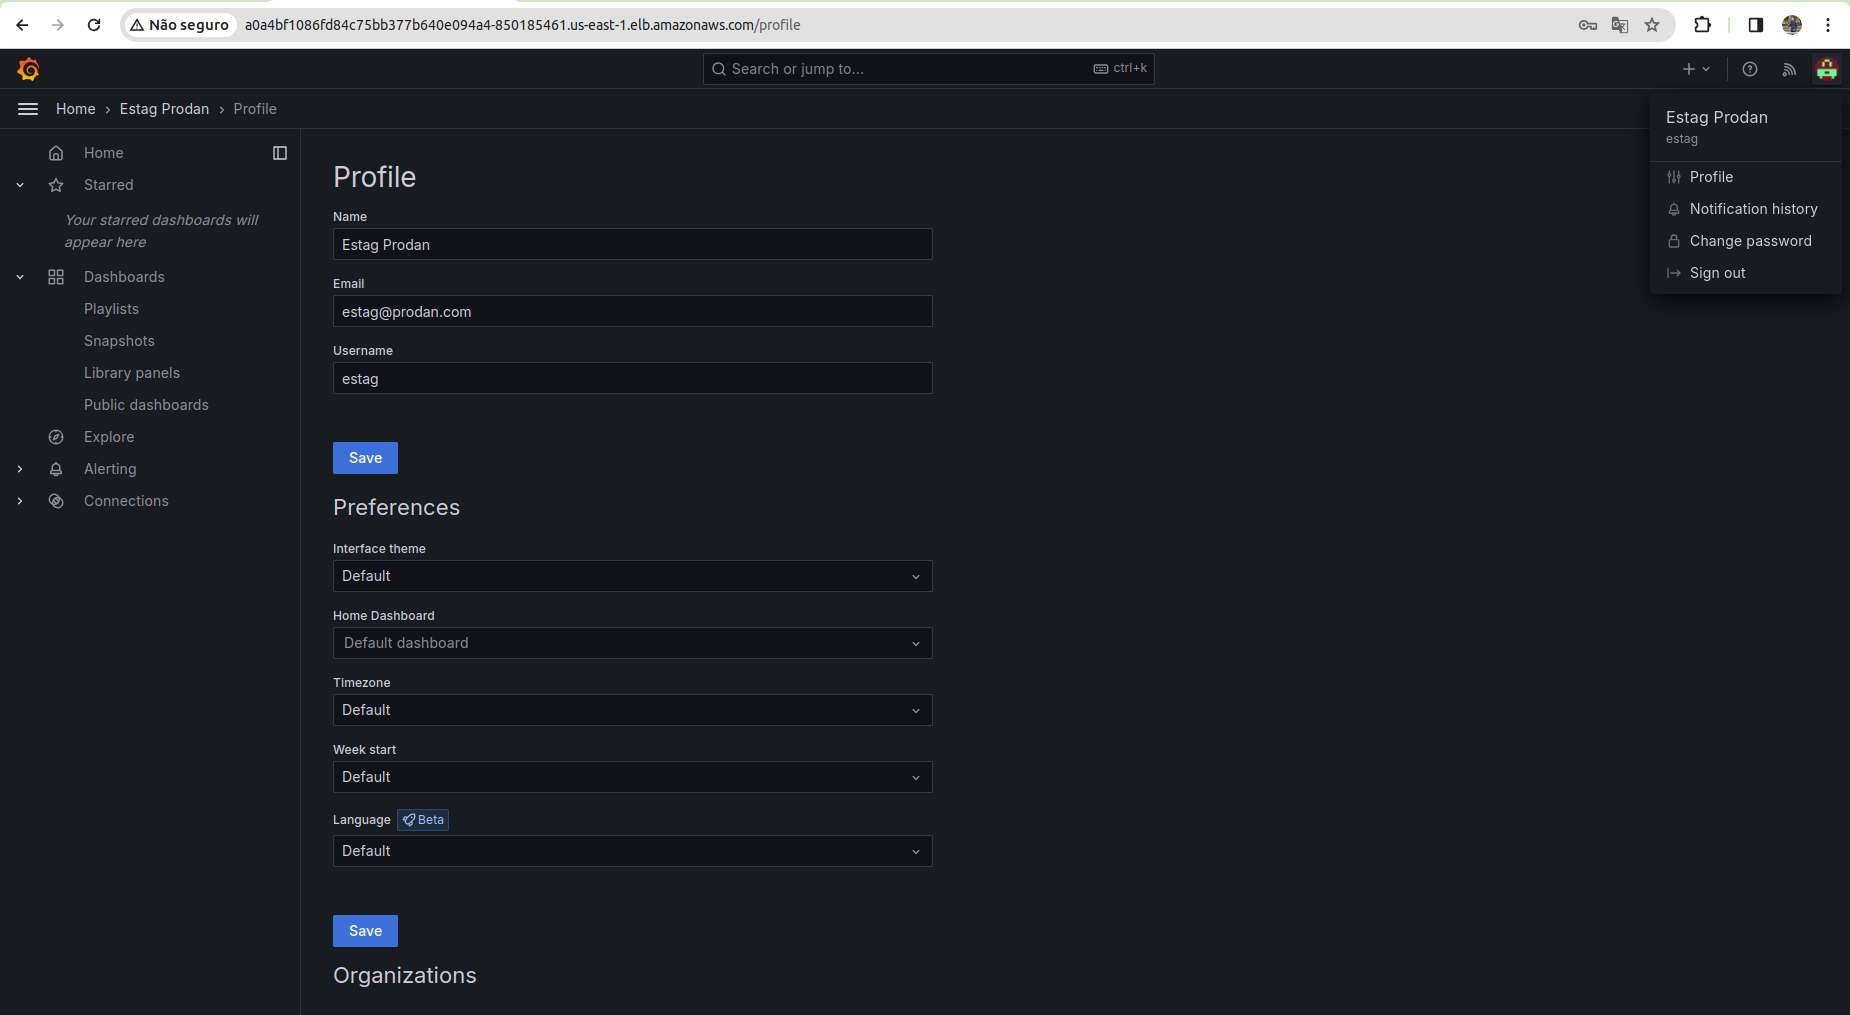 Não seguro
a0a4bf1086fd84c75bb377b640e094a4-850185461.us-east-1.elb.amazonaws.com/profile
Search or jump to...
ctrl+k
Home › Estag Prodan › Profile
Estag Prodan
estag
Profile
Notification history
Change password
Sign out
Home
Starred
Your starred dashboards will
appear here
Dashboards
Playlists
Snapshots
Library panels
Public dashboards
Explore
Alerting
Connections
Profile
Name
Estag Prodan
Email
estag@prodan.com
Username
estag
Save
Preferences
Interface theme
Default
Home Dashboard
Default dashboard
Timezone
Default
Week start
Default
Language Beta
Default
Save
Organizations